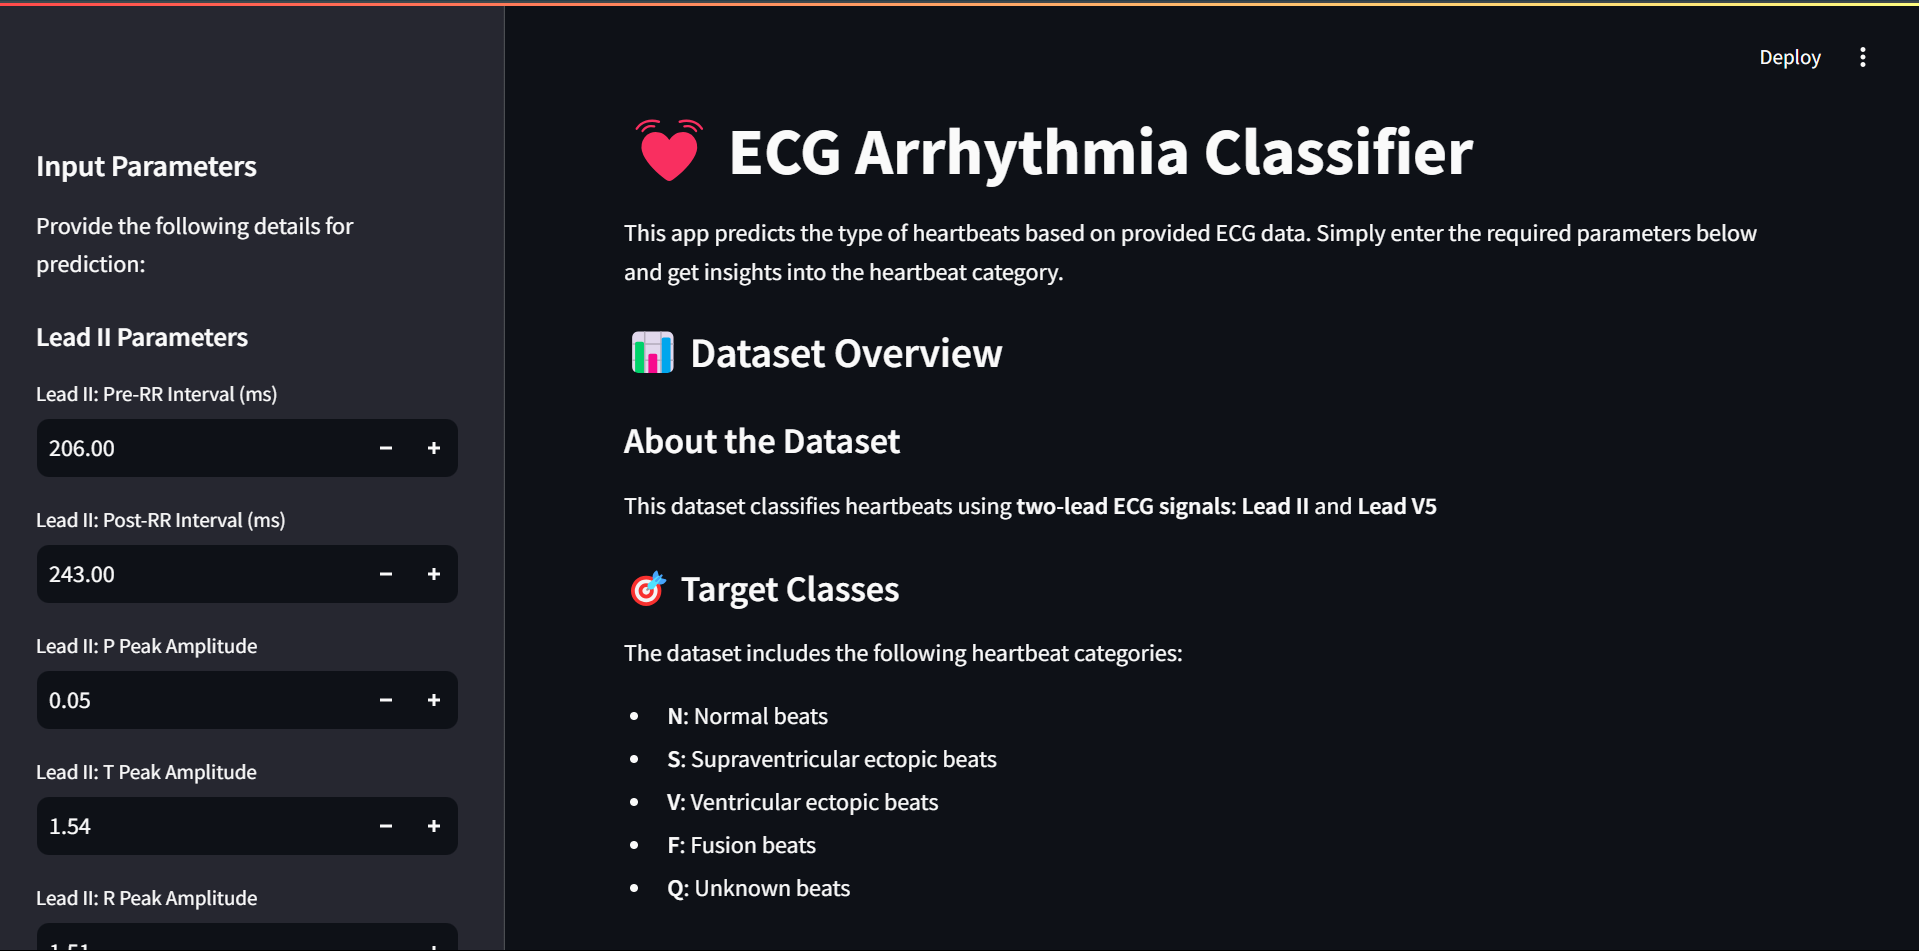 Deploy
Input Parameters
Provide the following details for
prediction:
Lead II Parameters
Lead II: Pre-RR Interval (ms)
206.00
Lead II: Post-RR Interval (ms)
243.00
Lead II: P Peak Amplitude
0.05
Lead II: T Peak Amplitude
1.54
Lead II: R Peak Amplitude
ECG Arrhythmia Classifier
This app predicts the type of heartbeats based on provided ECG data. Simply enter the required parameters below
and get insights into the heartbeat category.
Dataset Overview
About the Dataset
This dataset classifies heartbeats using two-lead ECG signals: Lead II and Lead V5
Target Classes
The dataset includes the following heartbeat categories:
N: Normal beats
S: Supraventricular ectopic beats
V: Ventricular ectopic beats
F: Fusion beats
Q: Unknown beats